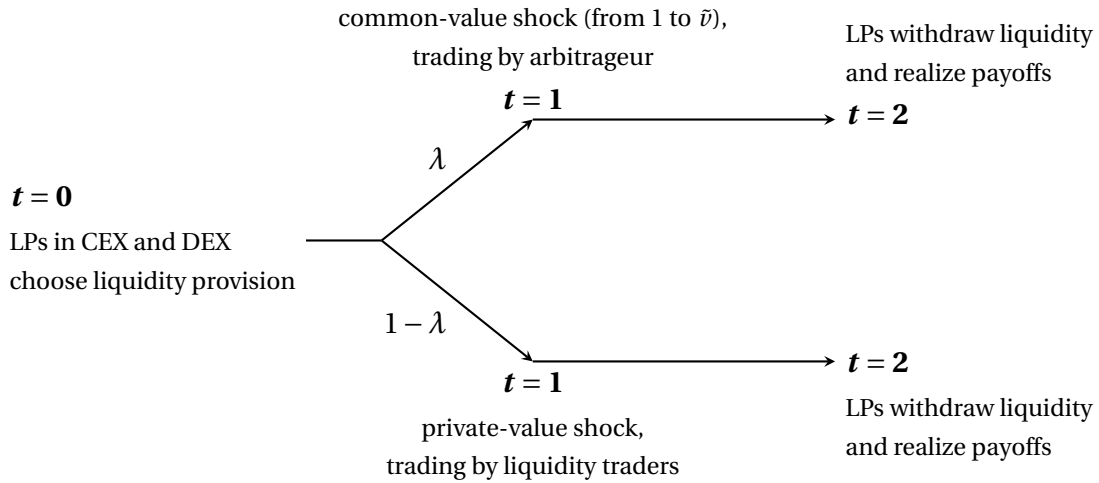 common-value shock (from 1 to ṽ),
trading by arbitrageur
t = 1
LPs withdraw liquidity
and realize payoffs
t = 2
λ
t = 0
LPs in CEX and DEX
choose liquidity provision
1 − λ
t = 1
private-value shock,
trading by liquidity traders
t = 2
LPs withdraw liquidity
and realize payoffs